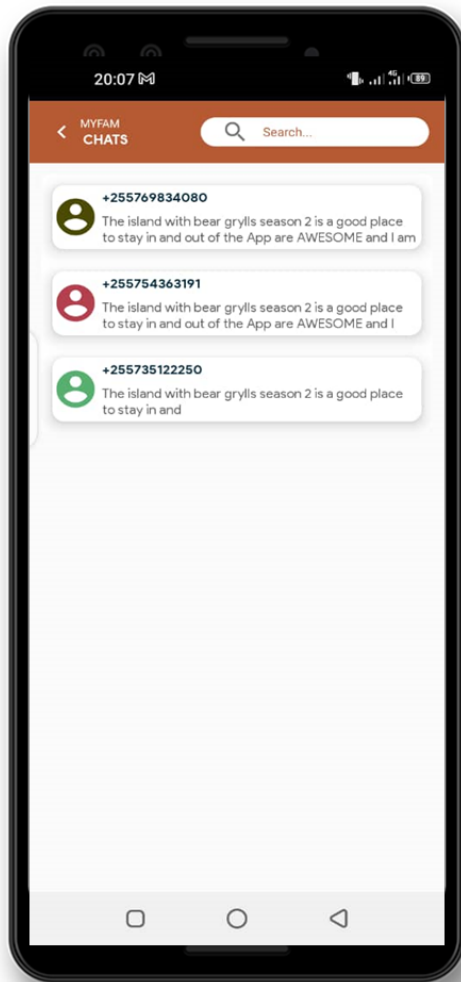 20:07
4G
89
MYFAM
CHATS
Search...
+255769834080
The island with bear grylls season 2 is a good place
to stay in and out of the App are AWESOME and I am
+255754363191
The island with bear grylls season 2 is a good place
to stay in and out of the App are AWESOME and I
+255735122250
The island with bear grylls season 2 is a good place
to stay in and